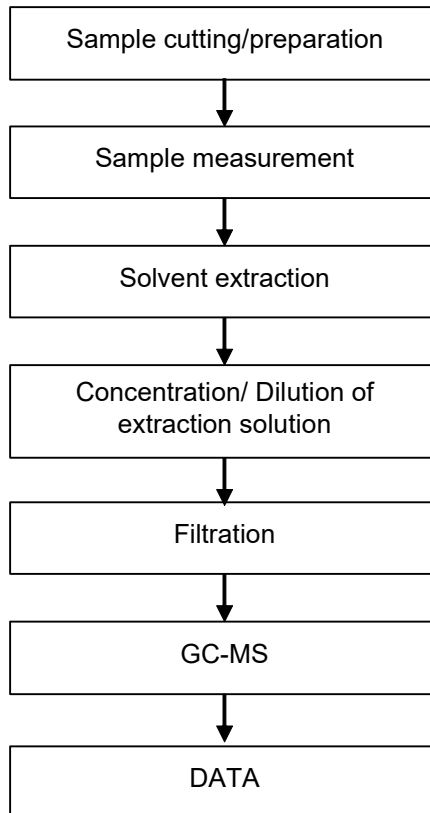 Sample cutting/preparation
Sample measurement
Solvent extraction
Concentration/ Dilution of
extraction solution
Filtration
GC-MS
DATA